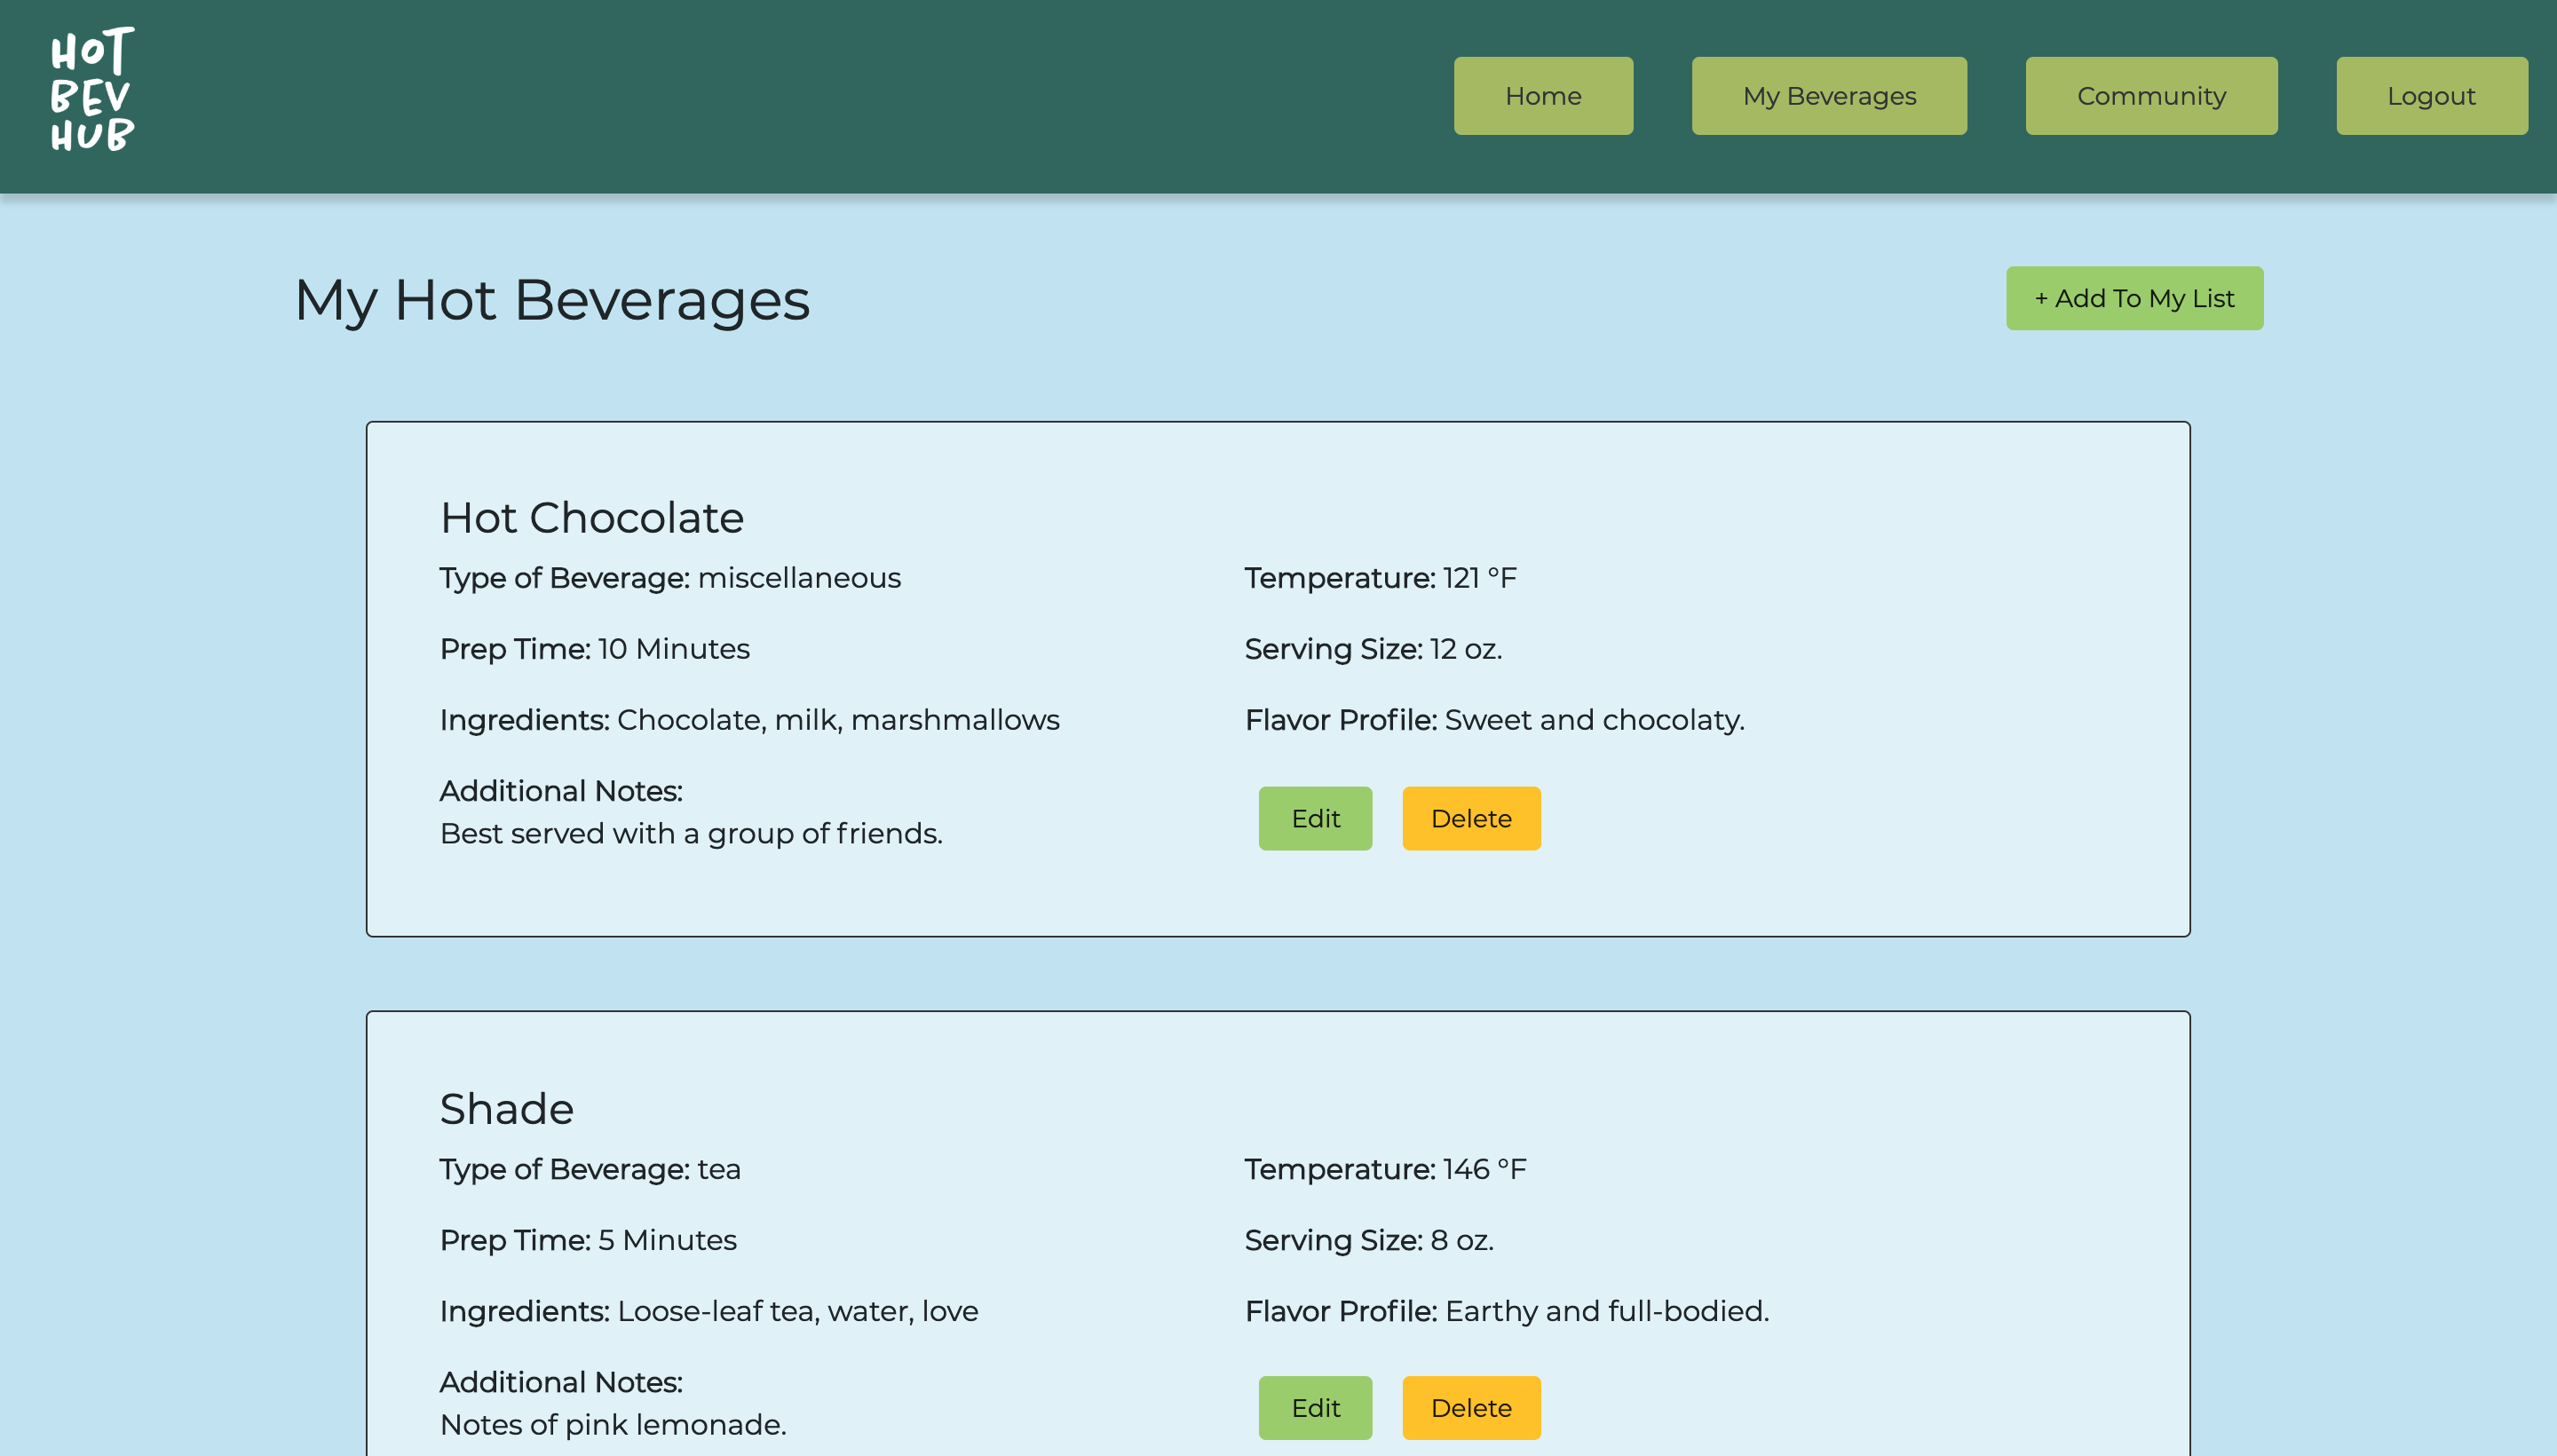 HOT
BEV
HUB
Home
My Beverages
Community
Logout
My Hot Beverages
+ Add To My List
Hot Chocolate
Type of Beverage: miscellaneous
Temperature: 121 °F
Prep Time: 10 Minutes
Serving Size: 12 oz.
Ingredients: Chocolate, milk, marshmallows
Flavor Profile: Sweet and chocolaty.
Additional Notes:
Best served with a group of friends.
Edit
Delete
Shade
Type of Beverage: tea
Temperature: 146 °F
Prep Time: 5 Minutes
Serving Size: 8 oz.
Ingredients: Loose-leaf tea, water, love
Flavor Profile: Earthy and full-bodied.
Additional Notes:
Notes of pink lemonade.
Edit
Delete